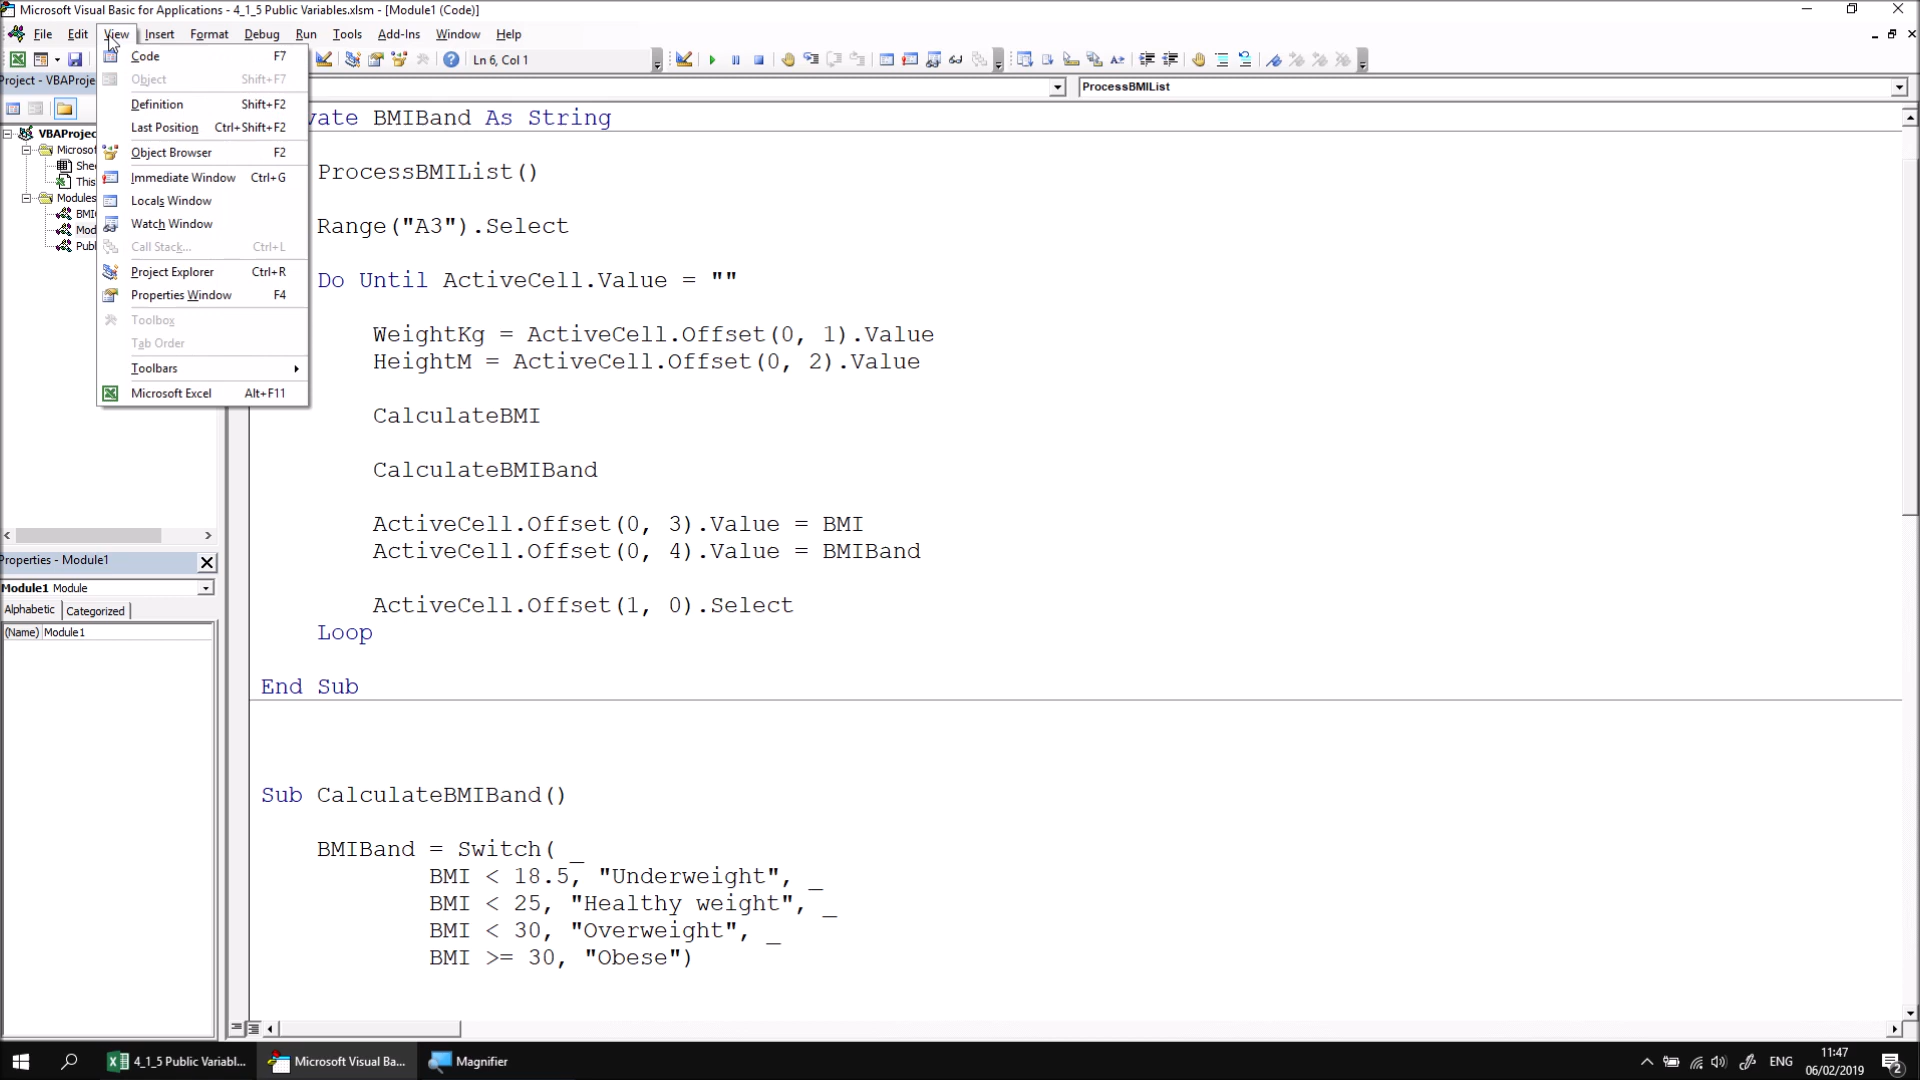 Microsoft Visual Basic for Applications - 4_1_5 Public Variables.xlsm - [Module1 (Code)]
File Edit View Insert Format Debug Run Tools Add-Ins Window Help
Ln 6, Col 1
Project - VBAProje
ProcessBMIList
Code F7
Object Shift+F7
Definition Shift+F2
Last Position Ctrl+Shift+F2
Object Browser F2
Immediate Window Ctrl+G
Locals Window
Watch Window
Call Stack... Ctrl+L
Project Explorer Ctrl+R
Properties Window F4
Toolbox
Tab Order
Toolbars
Microsoft Excel Alt+F11
VBAProjec
Microsof
Shee
This
Modules
BMI
Mod
Publ
Properties - Module1
Module1 Module
Alphabetic Categorized
(Name) Module1
vate BMIBand As String
ProcessBMIList()
Range("A3").Select
Do Until ActiveCell.Value = ""
WeightKg = ActiveCell.Offset(0, 1).Value
HeightM = ActiveCell.Offset(0, 2).Value
CalculateBMI
CalculateBMIBand
ActiveCell.Offset(0, 3).Value = BMI
ActiveCell.Offset(0, 4).Value = BMIBand
ActiveCell.Offset(1, 0).Select
Loop
End Sub
Sub CalculateBMIBand()
BMIBand = Switch( _
BMI < 18.5, "Underweight", _
BMI < 25, "Healthy weight", _
BMI < 30, "Overweight", _
BMI >= 30, "Obese")
4_1_5 Public Variabl...
Microsoft Visual Ba...
Magnifier
ENG
11:47
06/02/2019
2